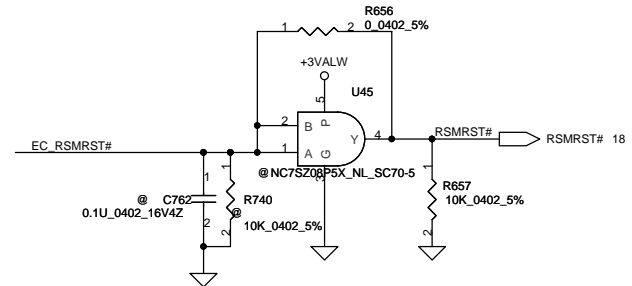 R656
1 2 0_0402_5%
+3VALW
U45
5
P
2 B
Y 4 RSMRST# RSMRST# 18
EC_RSMRST# 1 A
G
@NC7SZ08P5X_NL_SC70-5
3
1 1 1
@ C762 R740 R657
0.1U_0402_16V4Z @ 10K_0402_5%
2 2 10K_0402_5% 2